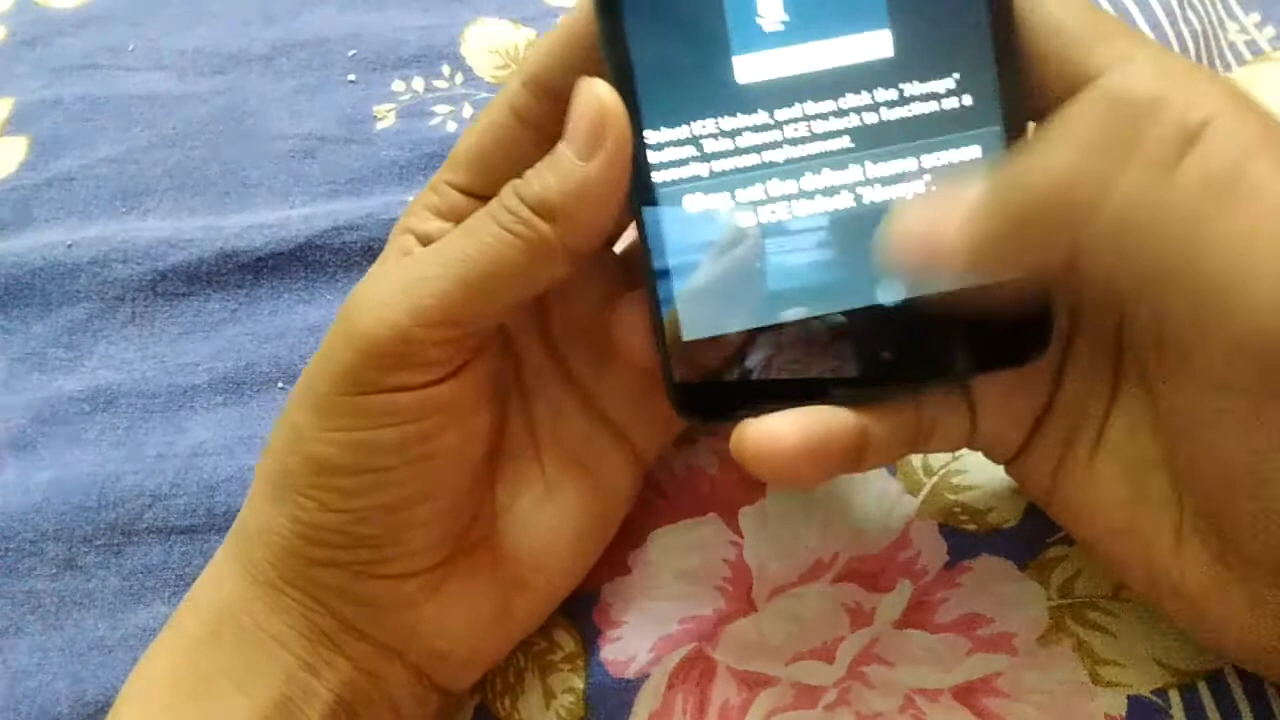 Select ICE Unlock, and then click the "Always"
button. This allows ICE Unlock to function as a
security screen replacement.
Okay, set the default home screen
to ICE Unlock "Always".